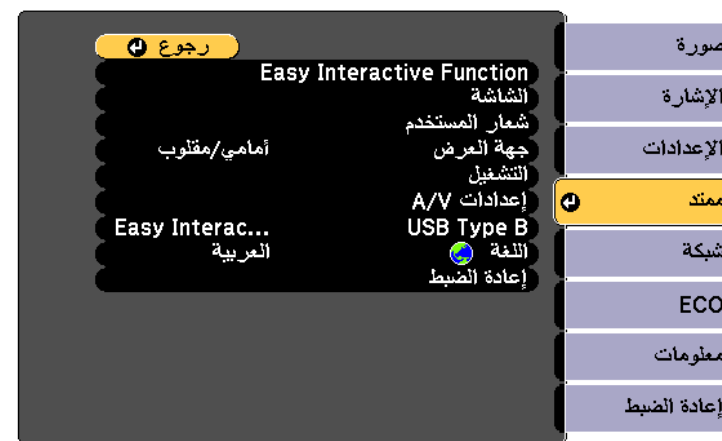 صورة
الإشارة
الإعدادات
ممتد
شبكة
ECO
معلومات
إعادة الضبط
رجوع
Easy Interactive Function
الشاشة
شعار المستخدم
جهة العرض أمامي/مقلوب
التشغيل
إعدادات A/V
USB Type B Easy Interac...
اللغة العربية
إعادة الضبط